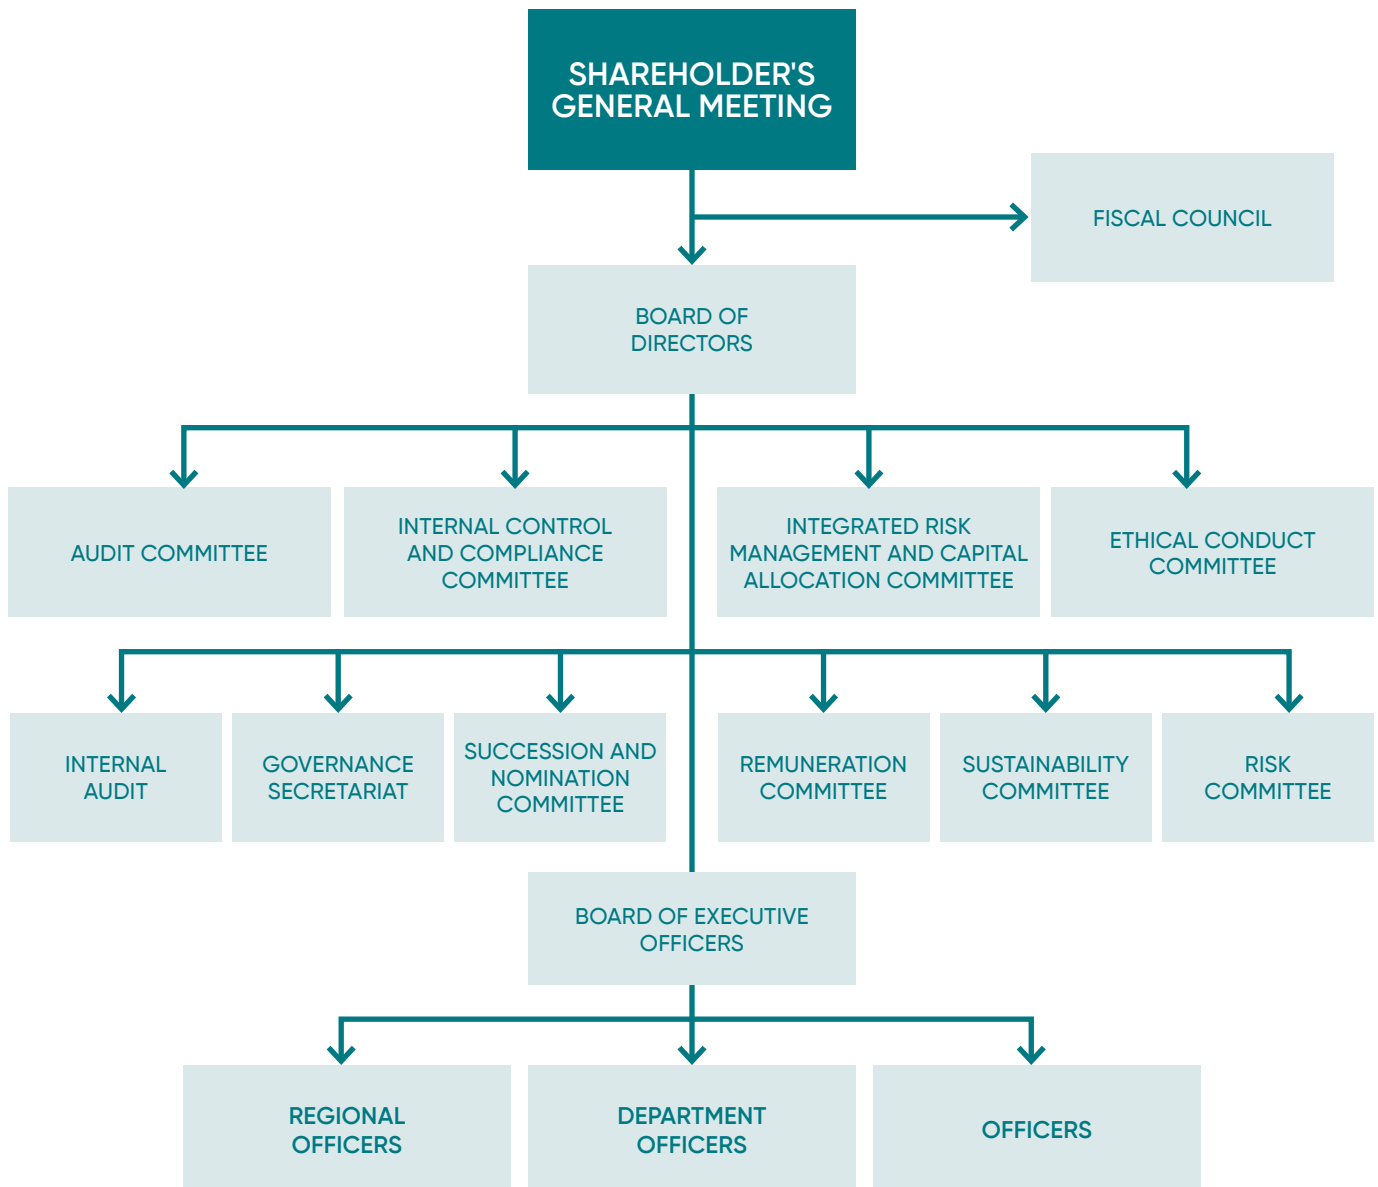 SHAREHOLDER'S
GENERAL MEETING
FISCAL COUNCIL
BOARD OF
DIRECTORS
AUDIT COMMITTEE
INTERNAL CONTROL
AND COMPLIANCE
COMMITTEE
INTEGRATED RISK
MANAGEMENT AND CAPITAL
ALLOCATION COMMITTEE
ETHICAL CONDUCT
COMMITTEE
INTERNAL
AUDIT
GOVERNANCE
SECRETARIAT
SUCCESSION AND
NOMINATION
COMMITTEE
REMUNERATION
COMMITTEE
SUSTAINABILITY
COMMITTEE
RISK
COMMITTEE
BOARD OF EXECUTIVE
OFFICERS
REGIONAL
OFFICERS
DEPARTMENT
OFFICERS
OFFICERS